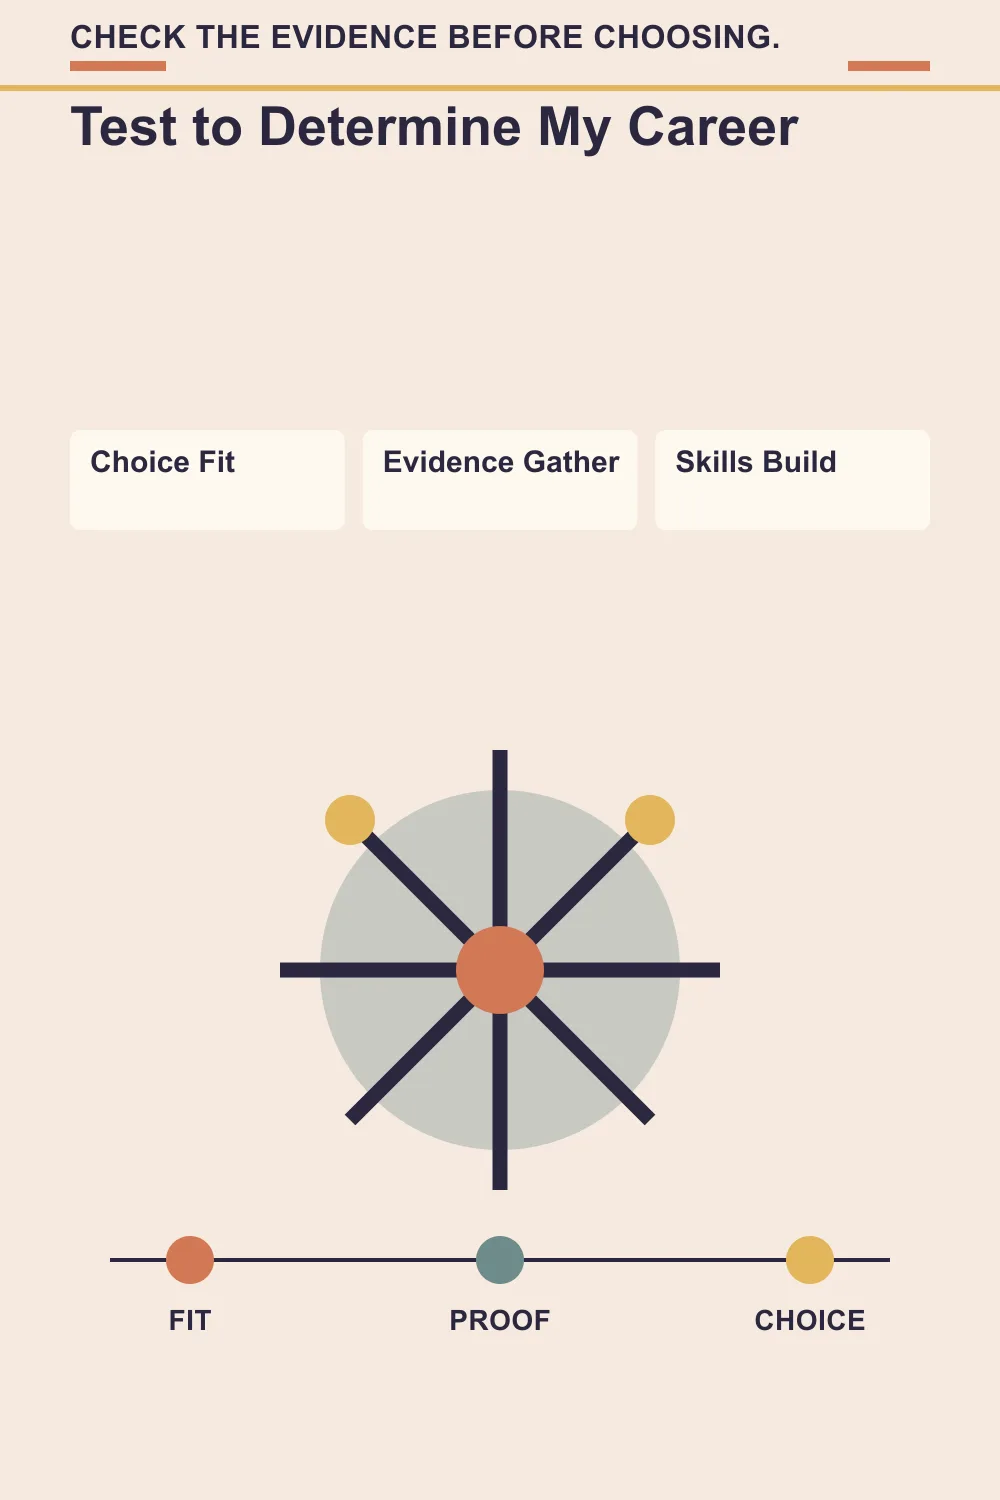 CHECK THE EVIDENCE BEFORE CHOOSING.
Test to Determine My Career
Choice Fit
Evidence Gather
Skills Build
FIT
PROOF
CHOICE